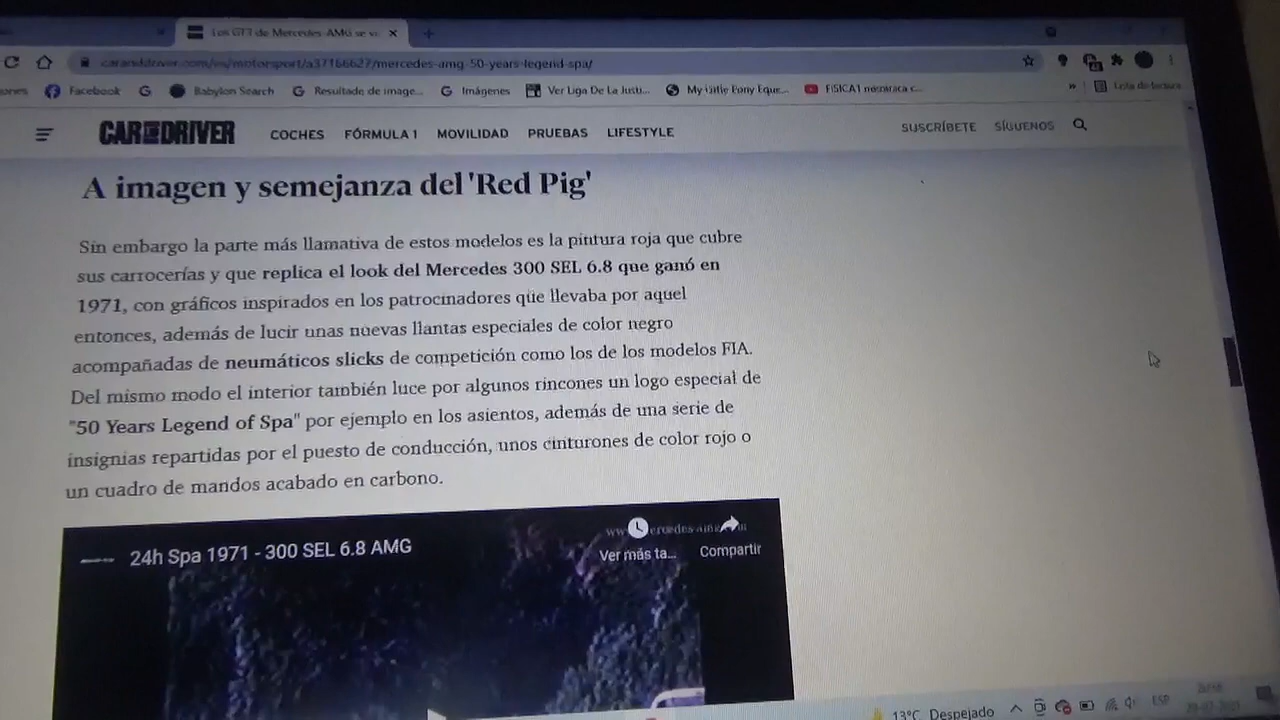 Los GT3 de Mercedes-AMG se v
caranddriver.com/es/motorsport/a37166627/mercedes-amg-50-years-legend-spa/
Facebook
Babylon Search
Resultado de image...
Imágenes
Ver Liga De La Justi...
My Little Pony Eque...
Lista de lectura
CAR AND DRIVER
COCHES
FÓRMULA 1
MOVILIDAD
PRUEBAS
LIFESTYLE
SUSCRÍBETE
SÍGUENOS
A imagen y semejanza del 'Red Pig'
Sin embargo la parte más llamativa de estos modelos es la pintura roja que cubre
sus carrocerías y que replica el look del Mercedes 300 SEL 6.8 que ganó en
1971, con gráficos inspirados en los patrocinadores que llevaba por aquel
entonces, además de lucir unas nuevas llantas especiales de color negro
acompañadas de neumáticos slicks de competición como los de los modelos FIA.
Del mismo modo el interior también luce por algunos rincones un logo especial de
"50 Years Legend of Spa" por ejemplo en los asientos, además de una serie de
insignias repartidas por el puesto de conducción, unos cinturones de color rojo o
un cuadro de mandos acabado en carbono.
24h Spa 1971 - 300 SEL 6.8 AMG
Ver más ta...
Compartir
13°C Despejado
ESP